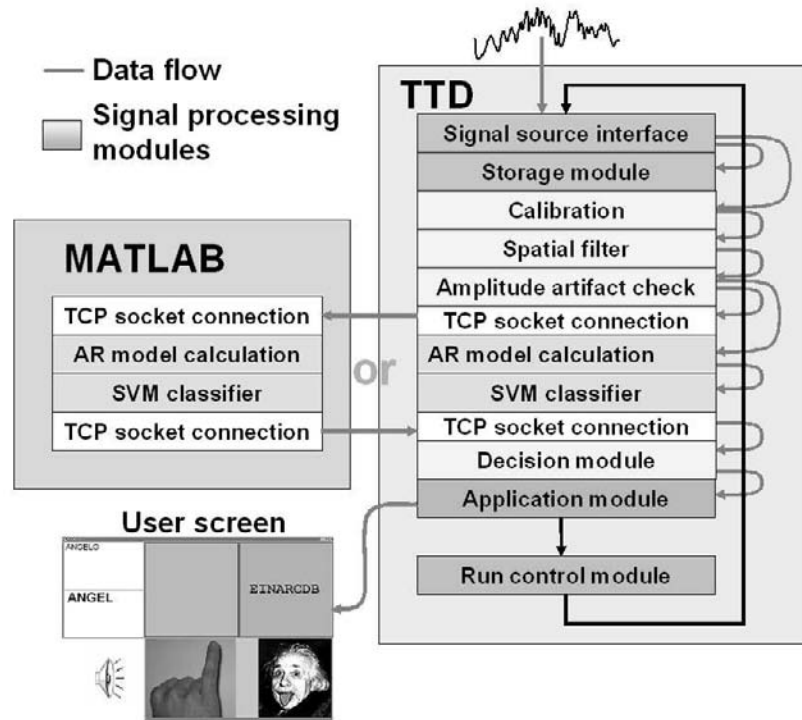 Data flow
Signal processing
modules
TTD
Signal source interface
Storage module
Calibration
Spatial filter
Amplitude artifact check
TCP socket connection
AR model calculation
SVM classifier
TCP socket connection
Decision module
Application module
Run control module
MATLAB
TCP socket connection
AR model calculation
SVM classifier
TCP socket connection
or
User screen
ANGELO
ANGEL
EINARCDB